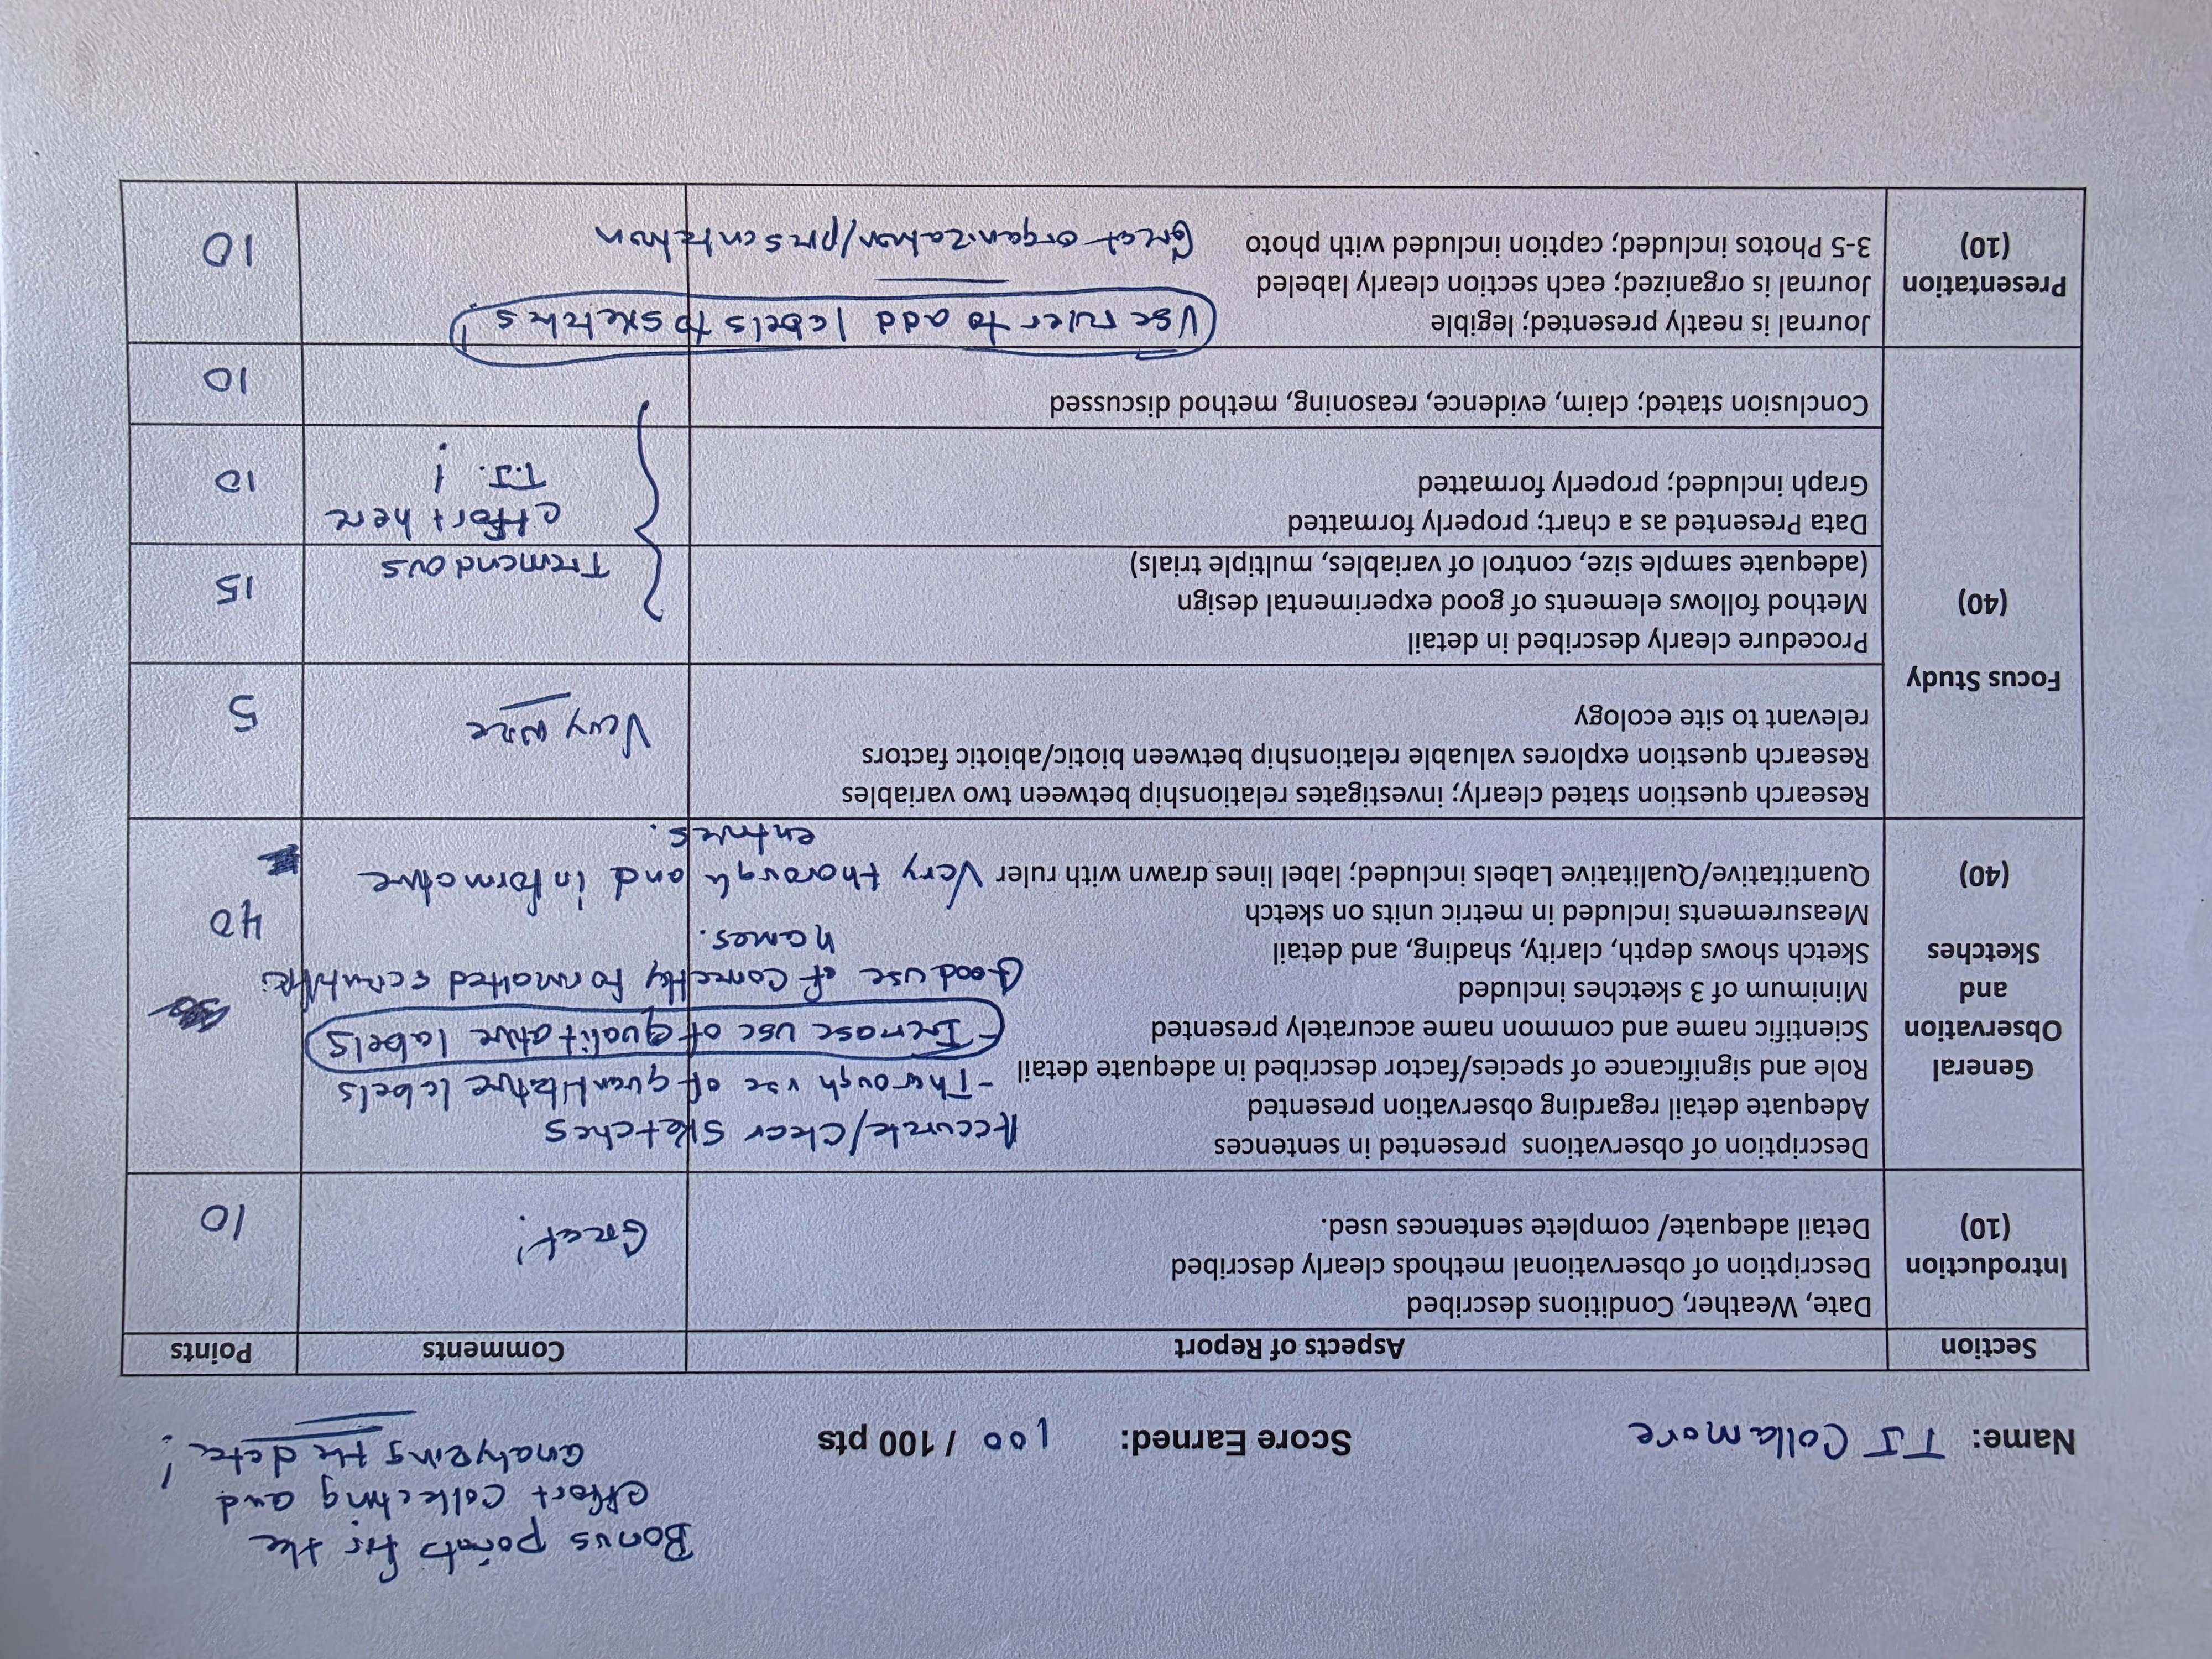 Bonus points for the
effort collecting and
analyzing the data!
Name: TJ Collamore Score Earned: 100 /100 pts
Section Aspects of Report Comments Points
Introduction
(10)
Date, Weather, Conditions described
Description of observational methods clearly described
Detail adequate/ complete sentences used.
Great!
10
General
Observation
and
Sketches
(40)
Description of observations presented in sentences
Adequate detail regarding observation presented
Role and significance of species/factor described in adequate detail
Scientific name and common name accurately presented
Minimum of 3 sketches included
Sketch shows depth, clarity, shading, and detail
Measurements included in metric units on sketch
Quantitative/Qualitative Labels included; label lines drawn with ruler
Accurate/Clear Sketches
- Thorough use of quantitative labels
- Increase use of qualitative labels
Good use of correctly formatted scientific
names.
Very thorough and informative
entries.
40
Focus Study
(40)
Research question stated clearly; investigates relationship between two variables
Research question explores valuable relationship between biotic/abiotic factors
relevant to site ecology
Very nice
5
Procedure clearly described in detail
Method follows elements of good experimental design
(adequate sample size, control of variables, multiple trials)
15
Tremendous
effort here
T.J.!
Data Presented as a chart; properly formatted
Graph included; properly formatted
10
Conclusion stated; claim, evidence, reasoning, method discussed
10
Presentation
(10)
Journal is neatly presented; legible
Journal is organized; each section clearly labeled
3-5 Photos included; caption included with photo
Use ruler to add labels to sketches!
Great organization/presentation
10